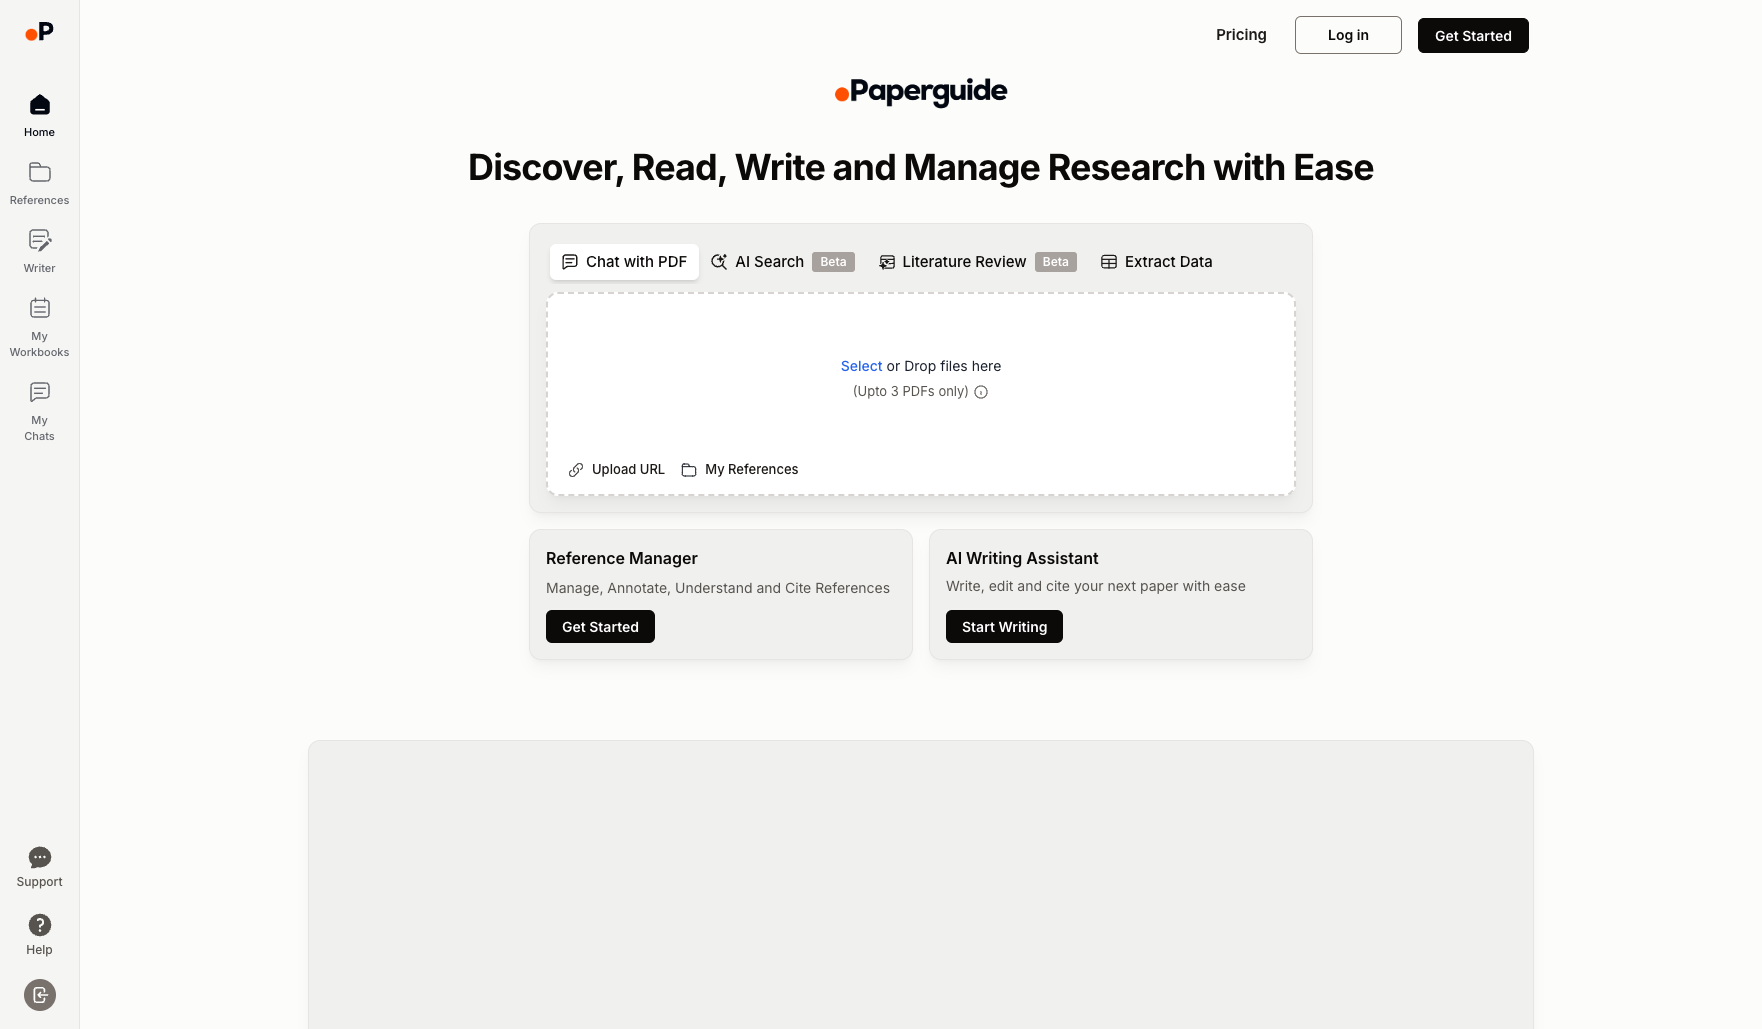 P
Home
References
Writer
My
Workbooks
My
Chats
Support
Help
Pricing
Log in
Get Started
Paperguide
Discover, Read, Write and Manage Research with Ease
Chat with PDF
AI Search Beta
Literature Review Beta
Extract Data
Select or Drop files here
(Upto 3 PDFs only)
Upload URL
My References
Reference Manager
Manage, Annotate, Understand and Cite References
Get Started
AI Writing Assistant
Write, edit and cite your next paper with ease
Start Writing